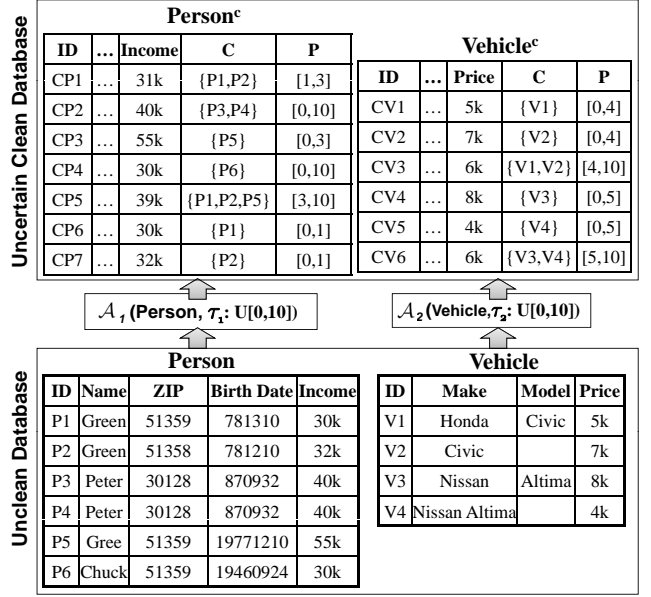 Uncertain Clean Database
Person^c
ID … Income C P
CP1 … 31k {P1,P2} [1,3]
CP2 … 40k {P3,P4} [0,10]
CP3 … 55k {P5} [0,3]
CP4 … 30k {P6} [0,10]
CP5 … 39k {P1,P2,P5} [3,10]
CP6 … 30k {P1} [0,1]
CP7 … 32k {P2} [0,1]
Vehicle^c
ID … Price C P
CV1 … 5k {V1} [0,4]
CV2 … 7k {V2} [0,4]
CV3 … 6k {V1,V2} [4,10]
CV4 … 8k {V3} [0,5]
CV5 … 4k {V4} [0,5]
CV6 … 6k {V3,V4} [5,10]
𝒜₁ (Person, τ₁: U[0,10])
𝒜₂ (Vehicle,τ₂: U[0,10])
Unclean Database
Person
ID Name ZIP Birth Date Income
P1 Green 51359 781310 30k
P2 Green 51358 781210 32k
P3 Peter 30128 870932 40k
P4 Peter 30128 870932 40k
P5 Gree 51359 19771210 55k
P6 Chuck 51359 19460924 30k
Vehicle
ID Make Model Price
V1 Honda Civic 5k
V2 Civic 7k
V3 Nissan Altima 8k
V4 Nissan Altima 4k